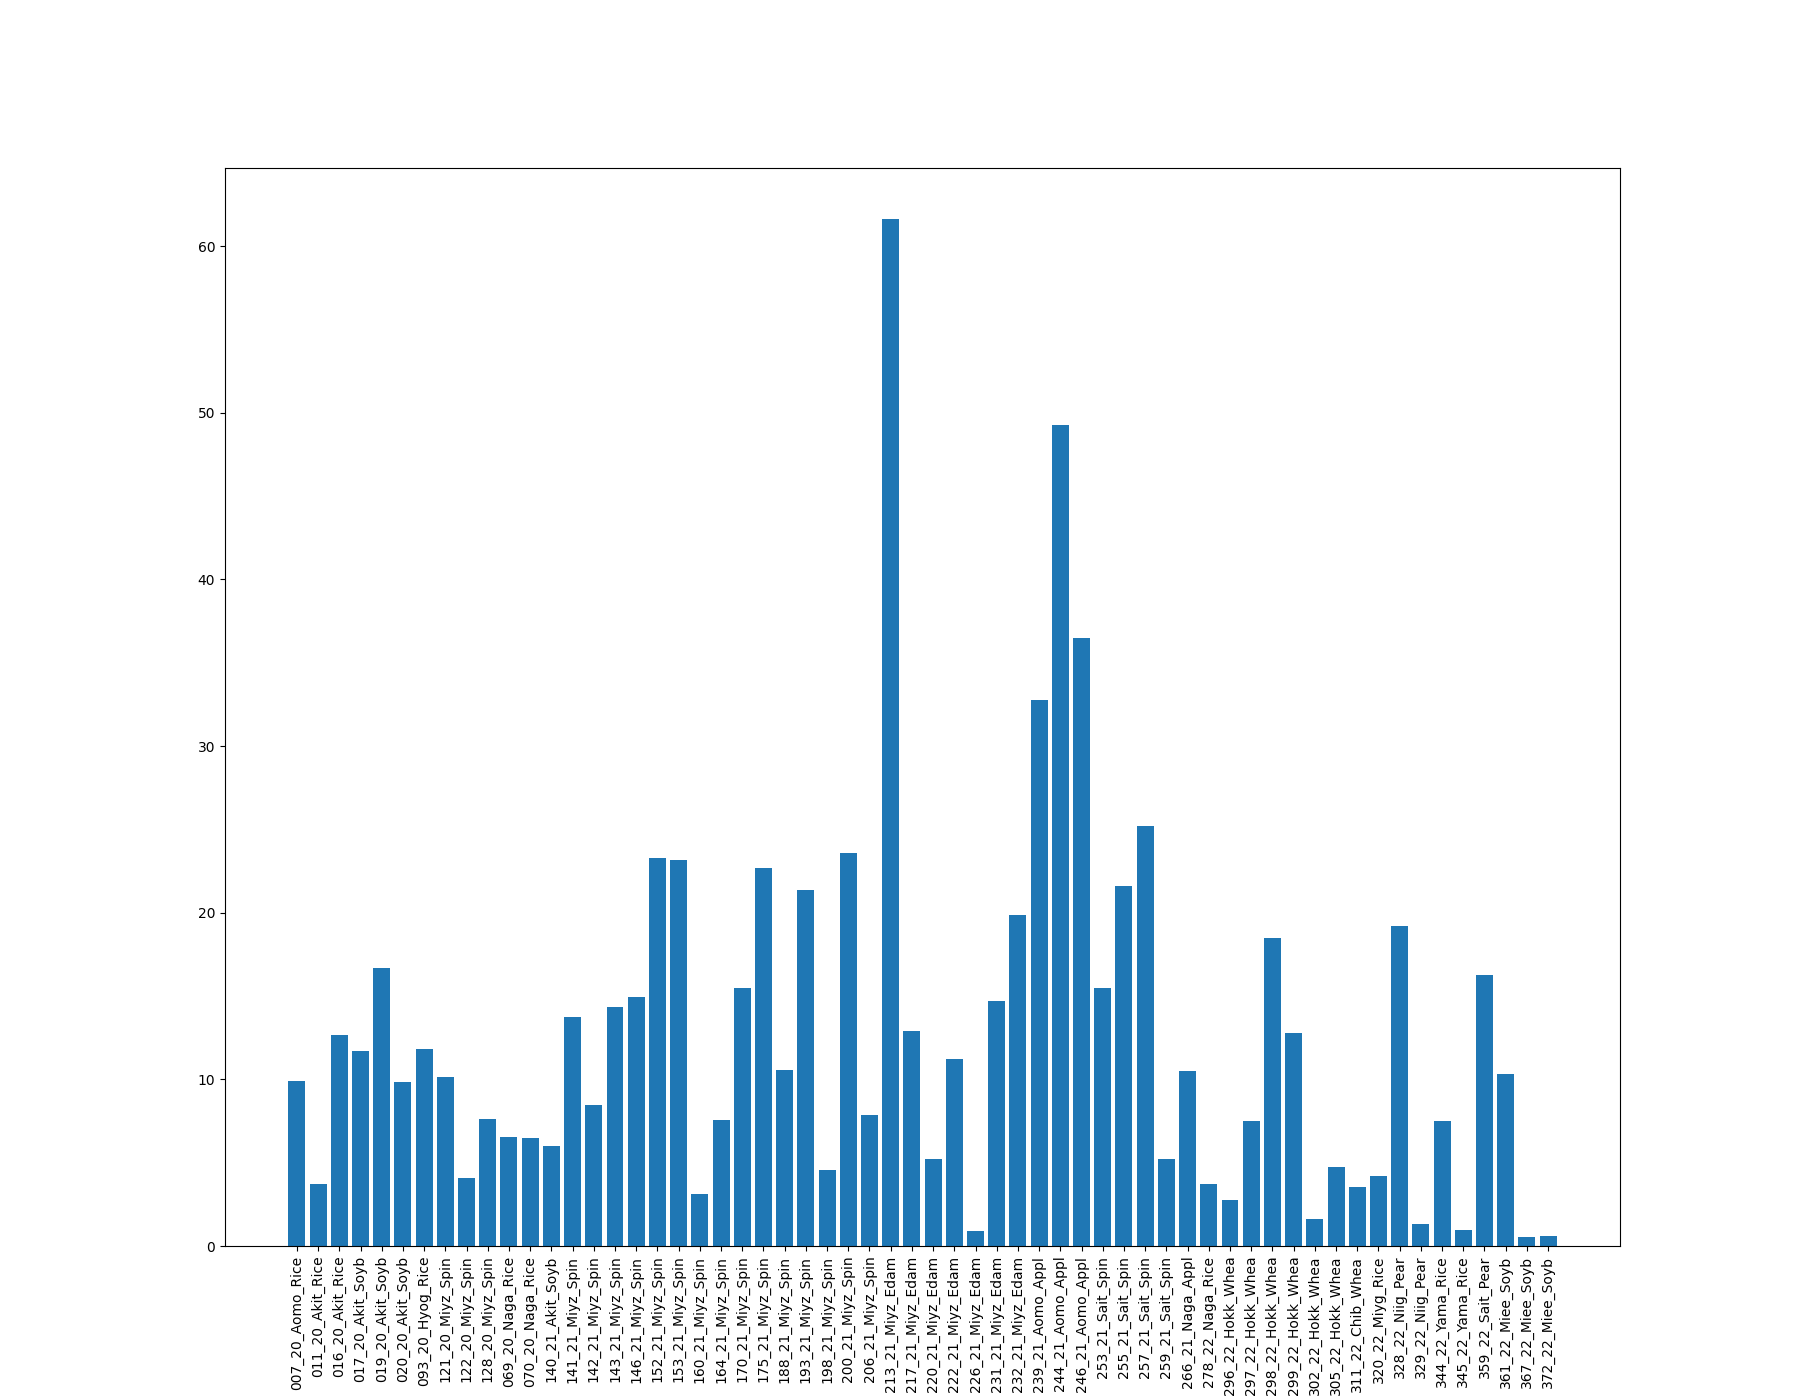 60
50
40
30
20
10
0
007_20_Aomo_Rice
011_20_Akit_Rice
016_20_Akit_Rice
017_20_Akit_Soyb
019_20_Akit_Soyb
020_20_Akit_Soyb
093_20_Hyog_Rice
121_20_Miyz_Spin
122_20_Miyz_Spin
128_20_Miyz_Spin
069_20_Naga_Rice
070_20_Naga_Rice
140_21_Akit_Soyb
141_21_Miyz_Spin
142_21_Miyz_Spin
143_21_Miyz_Spin
146_21_Miyz_Spin
152_21_Miyz_Spin
153_21_Miyz_Spin
160_21_Miyz_Spin
164_21_Miyz_Spin
170_21_Miyz_Spin
175_21_Miyz_Spin
188_21_Miyz_Spin
193_21_Miyz_Spin
198_21_Miyz_Spin
200_21_Miyz_Spin
206_21_Miyz_Spin
213_21_Miyz_Edam
217_21_Miyz_Edam
220_21_Miyz_Edam
222_21_Miyz_Edam
226_21_Miyz_Edam
231_21_Miyz_Edam
232_21_Miyz_Edam
239_21_Aomo_Appl
244_21_Aomo_Appl
246_21_Aomo_Appl
253_21_Sait_Spin
255_21_Sait_Spin
257_21_Sait_Spin
259_21_Sait_Spin
266_21_Naga_Appl
278_22_Naga_Rice
296_22_Hokk_Whea
297_22_Hokk_Whea
298_22_Hokk_Whea
299_22_Hokk_Whea
302_22_Hokk_Whea
305_22_Hokk_Whea
311_22_Chib_Whea
320_22_Miyg_Rice
328_22_Niig_Pear
329_22_Niig_Pear
344_22_Yama_Rice
345_22_Yama_Rice
359_22_Sait_Pear
361_22_Miee_Soyb
367_22_Miee_Soyb
372_22_Miee_Soyb